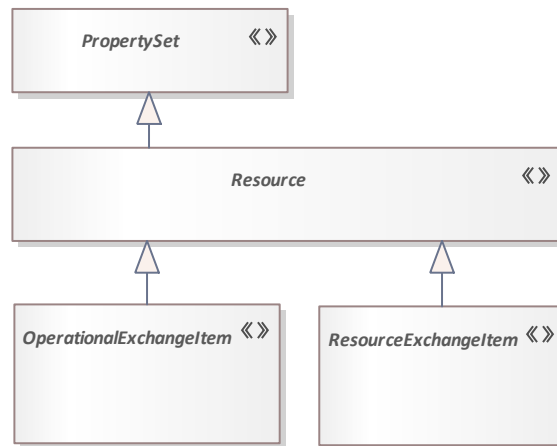 PropertySet «»
Resource «»
OperationalExchangeItem «»
ResourceExchangeItem «»